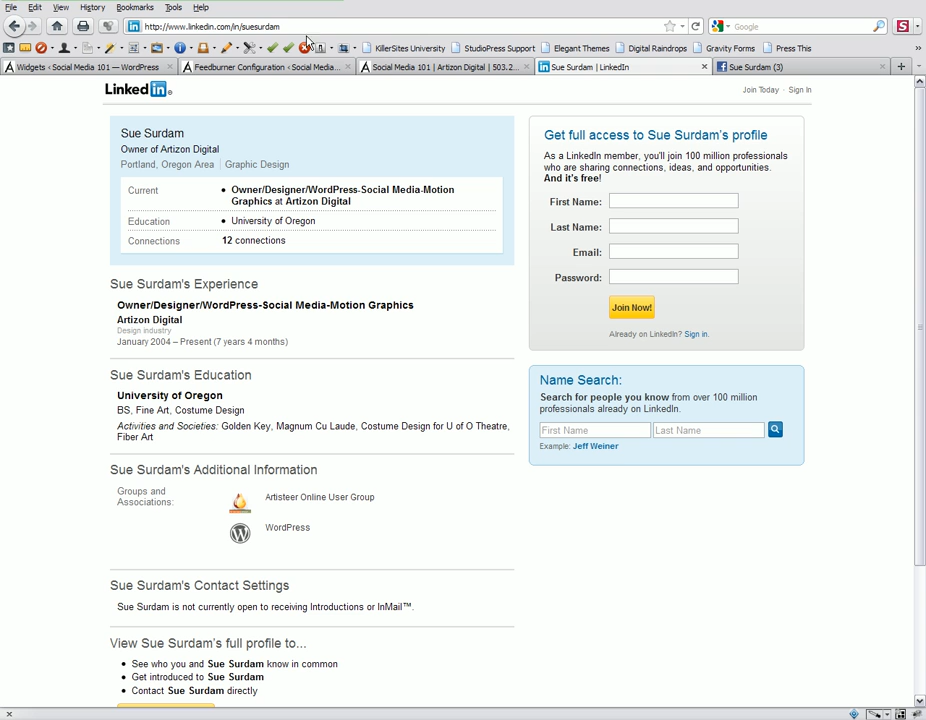 File Edit View History Bookmarks Tools Help
http://www.linkedin.com/in/suesurdam
Google
KillerSites University StudioPress Support Elegant Themes Digital Raindrops Gravity Forms Press This
Widgets ‹ Social Media 101 — WordPress
Feedburner Configuration ‹ Social Media...
Social Media 101 | Artizon Digital | 503.2...
Sue Surdam | LinkedIn
Sue Surdam (3)
Linked in
Join Today · Sign In
Sue Surdam
Owner of Artizon Digital
Portland, Oregon Area | Graphic Design
Current
• Owner/Designer/WordPress-Social Media-Motion
Graphics at Artizon Digital
Education
• University of Oregon
Connections
12 connections
Sue Surdam's Experience
Owner/Designer/WordPress-Social Media-Motion Graphics
Artizon Digital
Design industry
January 2004 – Present (7 years 4 months)
Sue Surdam's Education
University of Oregon
BS, Fine Art, Costume Design
Activities and Societies: Golden Key, Magnum Cu Laude, Costume Design for U of O Theatre,
Fiber Art
Sue Surdam's Additional Information
Groups and
Associations:
Artisteer Online User Group
WordPress
Sue Surdam's Contact Settings
Sue Surdam is not currently open to receiving Introductions or InMail™.
View Sue Surdam's full profile to...
• See who you and Sue Surdam know in common
• Get introduced to Sue Surdam
• Contact Sue Surdam directly
Get full access to Sue Surdam's profile
As a LinkedIn member, you'll join 100 million professionals
who are sharing connections, ideas, and opportunities.
And it's free!
First Name:
Last Name:
Email:
Password:
Join Now!
Already on LinkedIn? Sign in.
Name Search:
Search for people you know from over 100 million
professionals already on LinkedIn.
First Name
Last Name
Example: Jeff Weiner